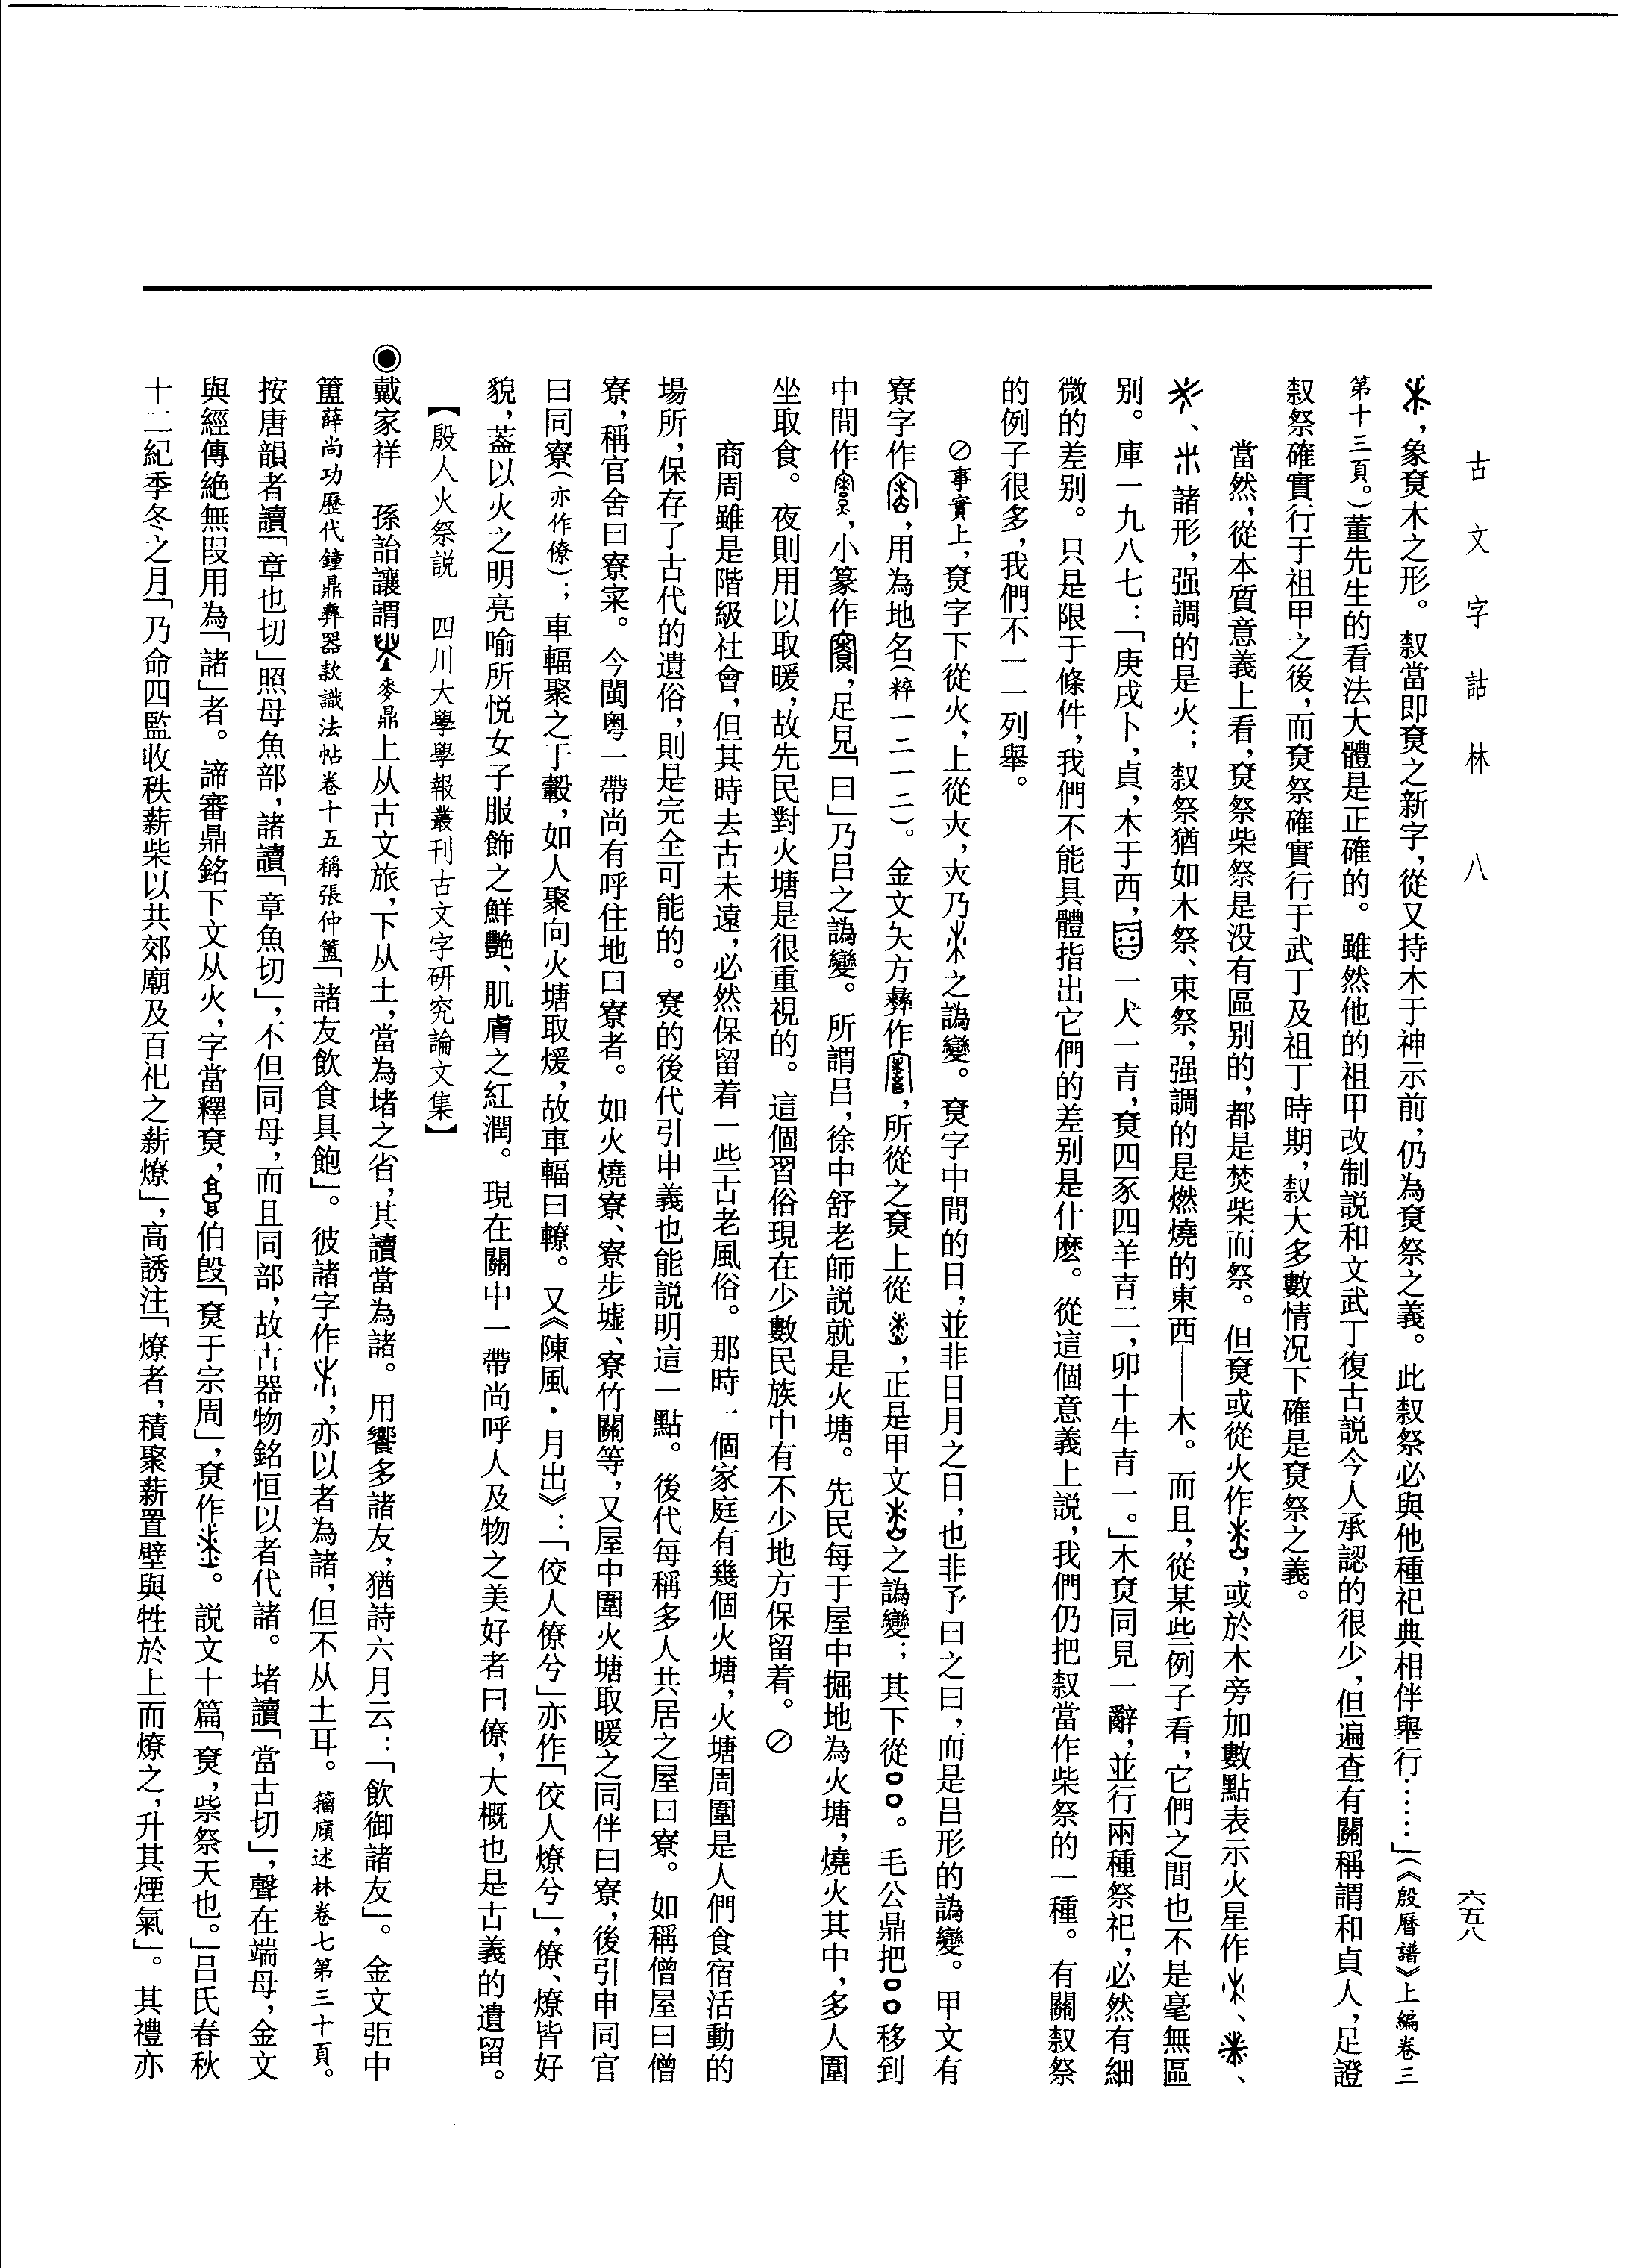 古文字詁林 八
六五八
，象尞木之形。叙當即尞之新字，從又持木于神示前，仍為尞祭之義。此叙祭必與他種祀典相伴舉行……」（《殷曆譜》上編卷三
第十三頁。）董先生的看法大體是正確的。雖然他的祖甲改制説和文武丁復古説今人承認的很少，但遍查有關稱謂和貞人，足證
叙祭確實行于祖甲之後，而尞祭確實行于武丁及祖丁時期，叙大多數情况下確是尞祭之義。
當然，從本質意義上看，尞祭柴祭是没有區别的，都是焚柴而祭。但尞或從火作，或於木旁加數點表示火星作、、
、諸形，强調的是火；叙祭猶如木祭、束祭，强調的是燃燒的東西——木。而且，從某些例子看，它們之間也不是毫無區
别。庫一九八七：「庚戌卜，貞，木于西，一犬一青，尞四豕四羊青二，卯十牛青一。」木尞同見一辭，並行兩種祭祀，必然有細
微的差别。只是限于條件，我們不能具體指出它們的差别是什麽。從這個意義上説，我們仍把叙當作柴祭的一種。有關叙祭
的例子很多，我們不一一列舉。
⊘事實上，尞字下從火，上從㚑，乃之譌變。尞字中間的日，並非日月之日，也非予曰之曰，而是吕形的譌變。甲文有
寮字作，用為地名（粹一二一二）。金文矢方彝作，所從之尞上從，正是甲文之譌變；其下從。毛公鼎把移到
中間作，小篆作，足見「曰」乃吕之譌變。所謂吕，徐中舒老師説就是火塘。先民每于屋中掘地為火塘，燒火其中，多人圍
坐取食。夜則用以取暖，故先民對火塘是很重視的。這個習俗現在少數民族中有不少地方保留着。⊘
商周雖是階級社會，但其時去古未遠，必然保留着一些古老風俗。那時一個家庭有幾個火塘，火塘周圍是人們食宿活動的
場所，保存了古代的遺俗，則是完全可能的。寮的後代引申義也能説明這一點。後代每稱多人共居之屋曰寮。如稱僧屋曰僧
寮，稱官舍曰寮寀。今閩粤一帶尚有呼住地曰寮者。如火燒寮、寮步墟、寮竹關等，又屋中圍火塘取暖之同伴曰寮，後引申同官
曰同寮（亦作僚）；車輻聚之于轂，如人聚向火塘取煖，故車輻曰轑。又《陳風·月出》：「佼人僚兮」亦作「佼人燎兮」，僚、燎皆好
貌，蓋以火之明亮喻所悦女子服飾之鮮艷、肌膚之紅潤。現在關中一帶尚呼人及物之美好者曰僚，大概也是古義的遺留。
【殷人火祭説 四川大學學報叢刊古文字研究論文集】
◉戴家祥 孫詒讓謂麥鼎上从古文旅，下从土，當為堵之省，其讀當為諸。用饗多諸友，猶詩六月云：「飲御諸友」。金文弡中
簠薛尚功歷代鐘鼎彝器款識法帖卷十五稱張仲簠「諸友飲食具飽」。彼諸字作，亦以者為諸，但不从土耳。籀廎述林卷七第三十頁。
按唐韻者讀「章也切」照母魚部，諸讀「章魚切」，不但同母，而且同部，故古器物銘恒以者代諸。堵讀「當古切」，聲在端母，金文
與經傳絶無叚用為「諸」者。諦審鼎銘下文从火，字當釋尞，伯㲃「尞于宗周」，尞作。説文十篇「尞，祡祭天也。」吕氏春秋
十二紀季冬之月「乃命四監收秩薪柴以共郊廟及百祀之薪燎」，高誘注「燎者，積聚薪置璧與牲於上而燎之，升其煙氣」。其禮亦